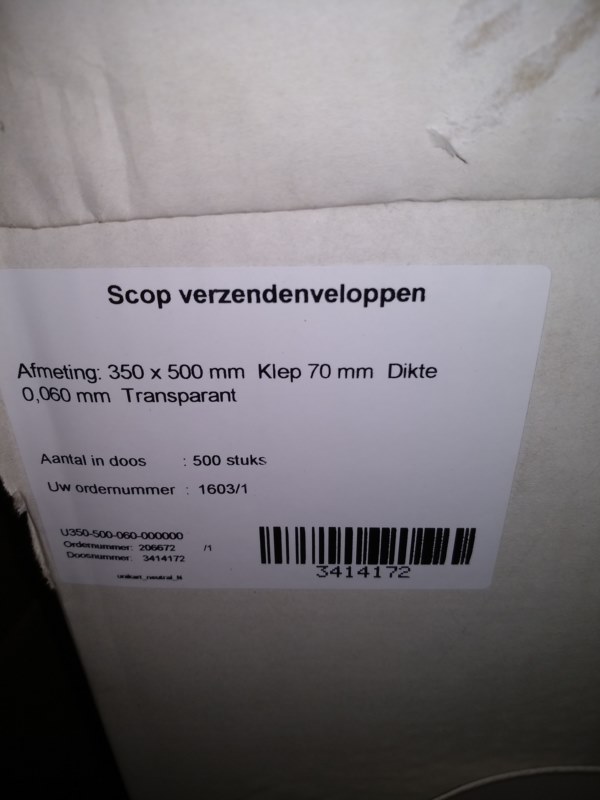 Scop verzendenveloppen
Afmeting: 350 x 500 mm Klep 70 mm Dikte
0,060 mm Transparant
Aantal in doos : 500 stuks
Uw ordernummer : 1603/1
U350-500-060-000000
Ordernummer: 206672 /1
Doosnummer: 3414172
3414172